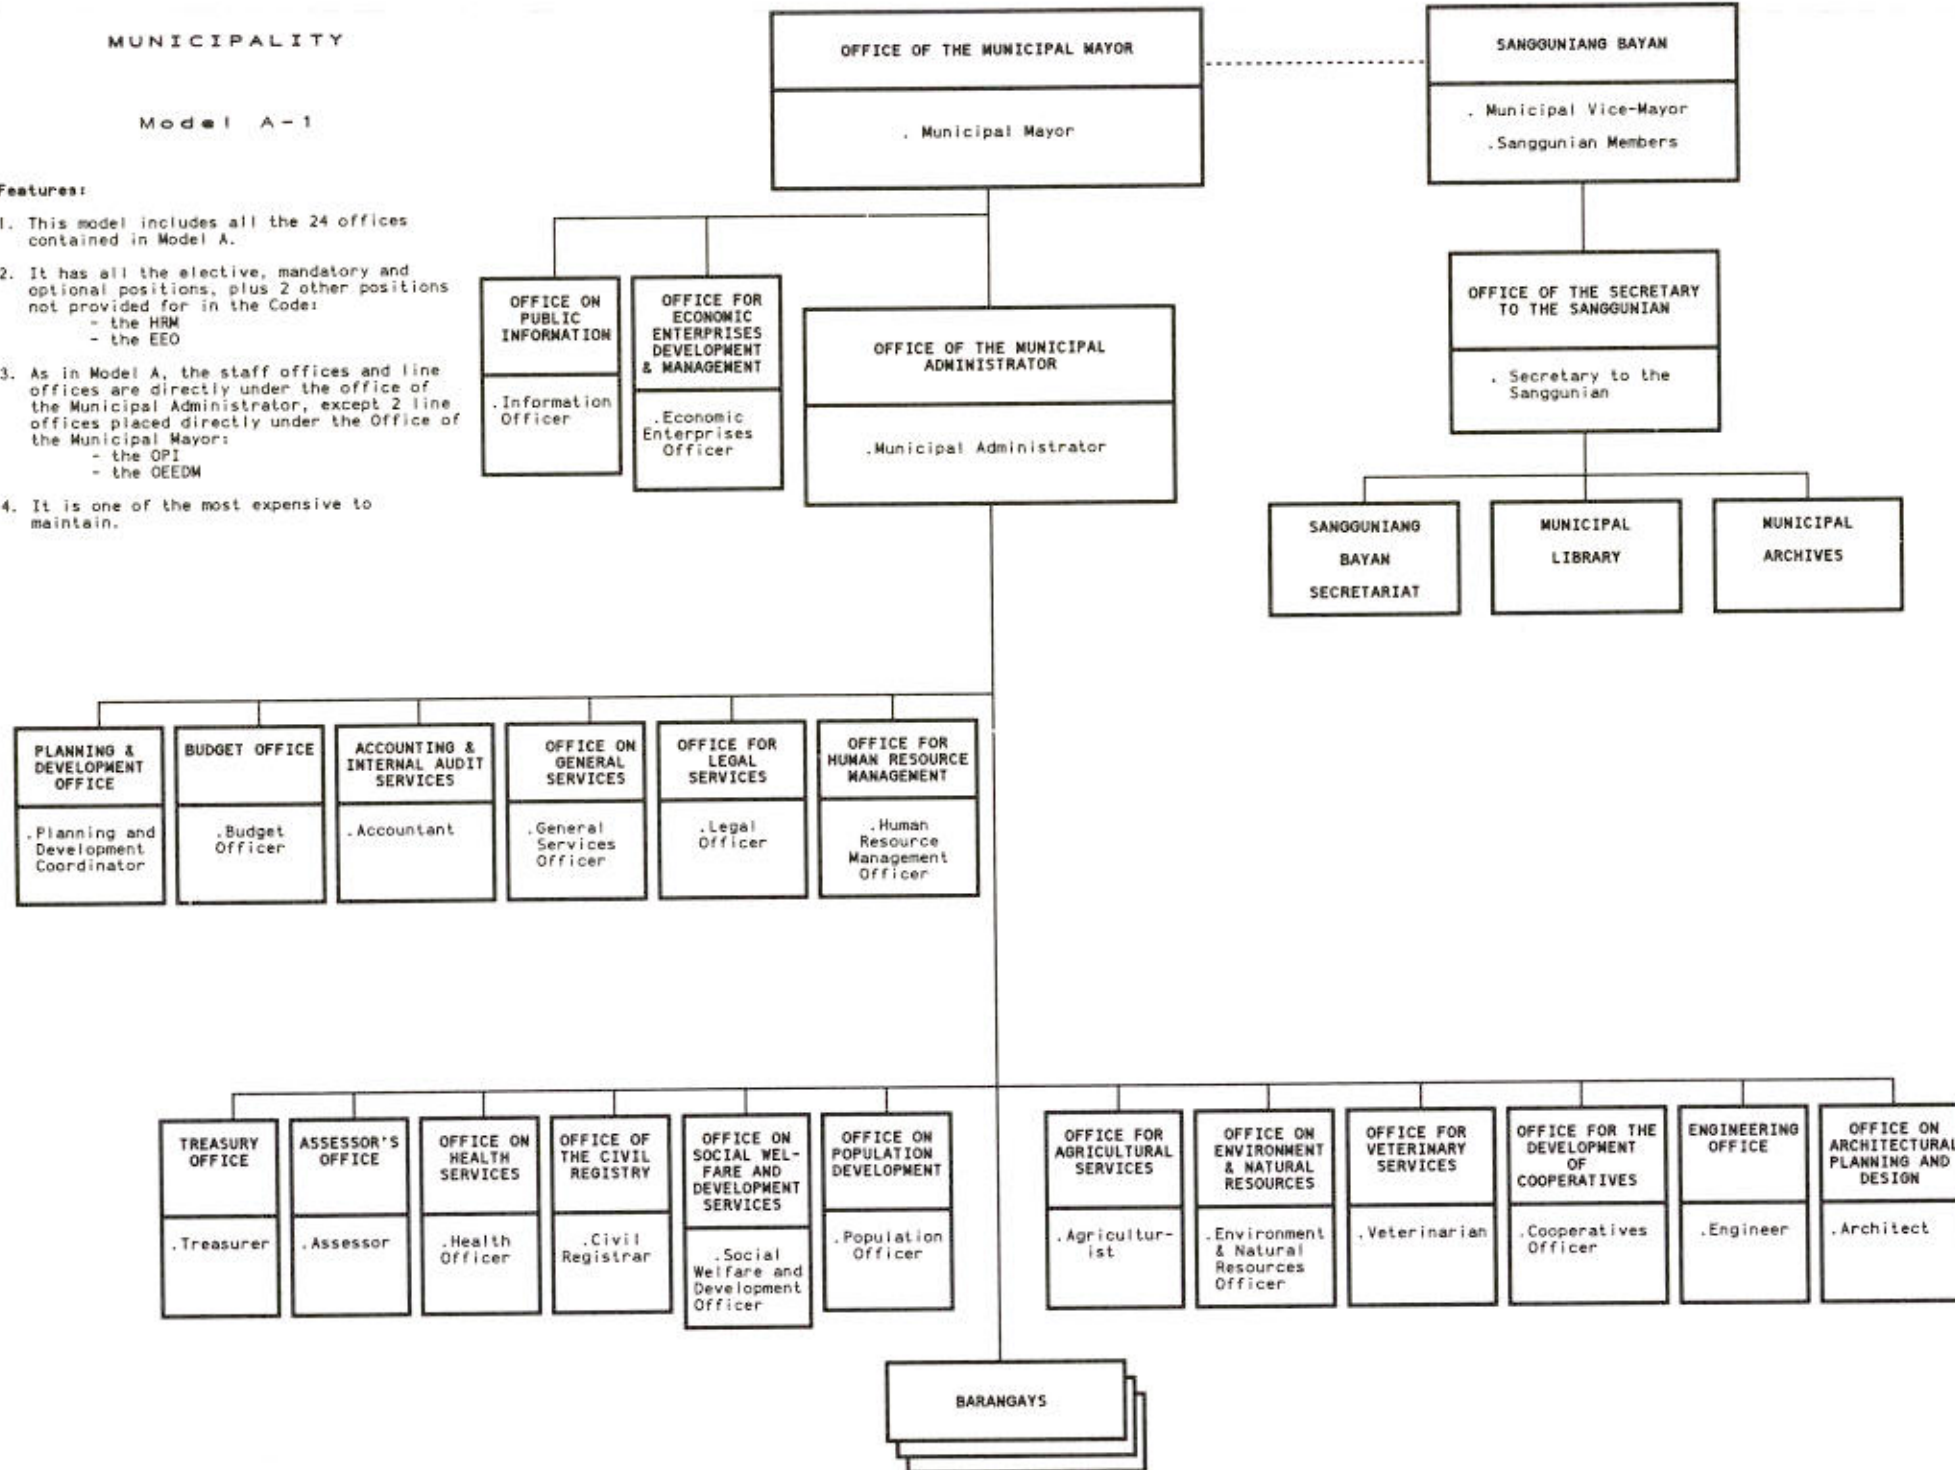 MUNICIPALITY
Model A-1
Features:
1. This model includes all the 24 offices
contained in Model A.
2. It has all the elective, mandatory and
optional positions, plus 2 other positions
not provided for in the Code:
- the HRM
- the EEO
3. As in Model A, the staff offices and line
offices are directly under the office of
the Municipal Administrator, except 2 line
offices placed directly under the Office of
the Municipal Mayor:
- the OPI
- the OEEDM
4. It is one of the most expensive to
maintain.
OFFICE OF THE MUNICIPAL MAYOR
. Municipal Mayor
SANGGUNIANG BAYAN
. Municipal Vice-Mayor
.Sanggunian Members
OFFICE ON
PUBLIC
INFORMATION
.Information
Officer
OFFICE FOR
ECONOMIC
ENTERPRISES
DEVELOPMENT
& MANAGEMENT
.Economic
Enterprises
Officer
OFFICE OF THE MUNICIPAL
ADMINISTRATOR
.Municipal Administrator
OFFICE OF THE SECRETARY
TO THE SANGGUNIAN
. Secretary to the
Sanggunian
SANGGUNIANG
BAYAN
SECRETARIAT
MUNICIPAL
LIBRARY
MUNICIPAL
ARCHIVES
PLANNING &
DEVELOPMENT
OFFICE
.Planning and
Development
Coordinator
BUDGET OFFICE
.Budget
Officer
ACCOUNTING &
INTERNAL AUDIT
SERVICES
.Accountant
OFFICE ON
GENERAL
SERVICES
.General
Services
Officer
OFFICE FOR
LEGAL
SERVICES
.Legal
Officer
OFFICE FOR
HUMAN RESOURCE
MANAGEMENT
.Human
Resource
Management
Officer
TREASURY
OFFICE
.Treasurer
ASSESSOR'S
OFFICE
.Assessor
OFFICE ON
HEALTH
SERVICES
.Health
Officer
OFFICE OF
THE CIVIL
REGISTRY
.Civil
Registrar
OFFICE ON
SOCIAL WEL-
FARE AND
DEVELOPMENT
SERVICES
.Social
Welfare and
Development
Officer
OFFICE ON
POPULATION
DEVELOPMENT
.Population
Officer
OFFICE FOR
AGRICULTURAL
SERVICES
.Agricultur-
ist
OFFICE ON
ENVIRONMENT
& NATURAL
RESOURCES
.Environment
& Natural
Resources
Officer
OFFICE FOR
VETERINARY
SERVICES
.Veterinarian
OFFICE FOR THE
DEVELOPMENT
OF
COOPERATIVES
.Cooperatives
Officer
ENGINEERING
OFFICE
.Engineer
OFFICE ON
ARCHITECTURAL
PLANNING AND
DESIGN
.Architect
BARANGAYS